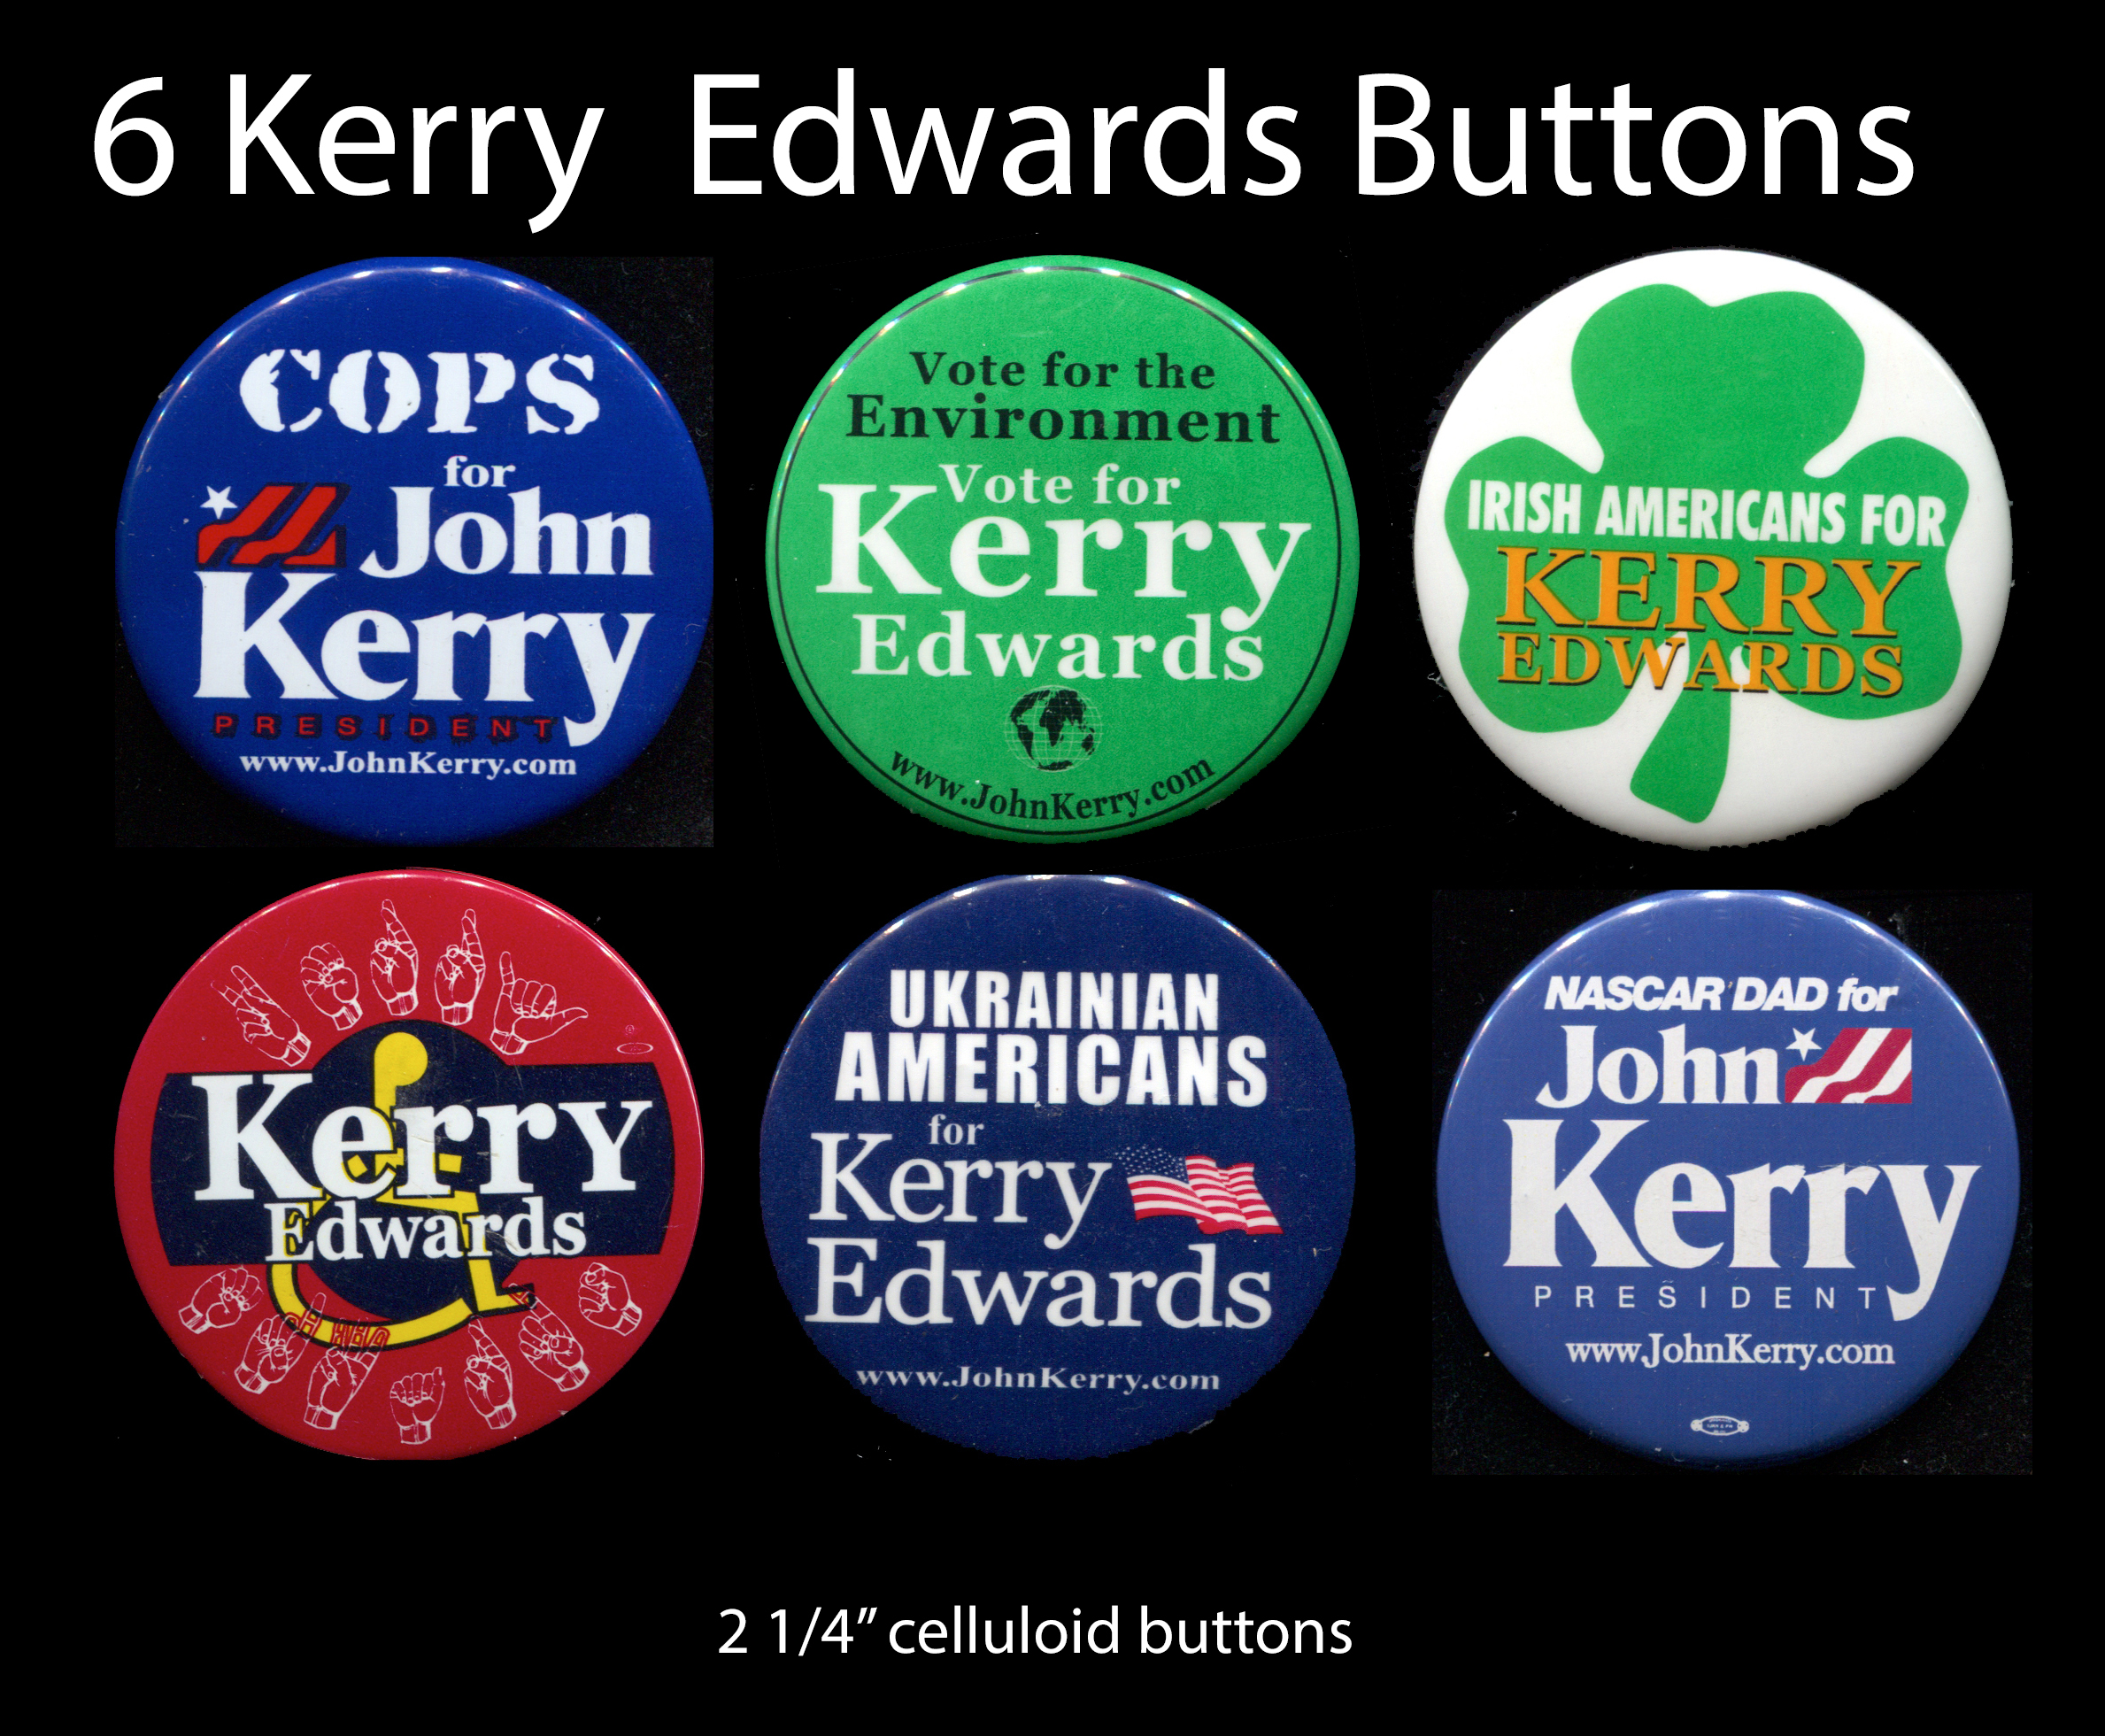 6 Kerry Edwards Buttons
COPS
for
John
Kerry
PRESIDENT
www.JohnKerry.com
Vote for the
Environment
Vote for
Kerry
Edwards
www.JohnKerry.com
IRISH AMERICANS FOR
KERRY
EDWARDS
Kerry
Edwards
UKRAINIAN
AMERICANS
for
Kerry
Edwards
www.JohnKerry.com
NASCAR DAD for
John
Kerry
PRESIDENT
www.JohnKerry.com
2 1/4” celluloid buttons